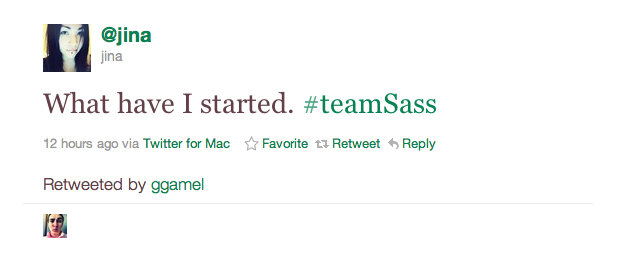 @jina
jina
What have I started. #teamSass
12 hours ago via Twitter for Mac Favorite Retweet Reply
Retweeted by ggamel